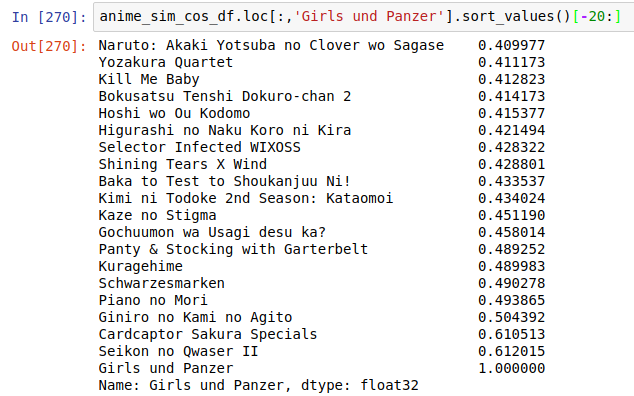 In [270]: anime_sim_cos_df.loc[:,'Girls und Panzer'].sort_values()[-20:]
Out[270]: Naruto: Akaki Yotsuba no Clover wo Sagase 0.409977
Yozakura Quartet 0.411173
Kill Me Baby 0.412823
Bokusatsu Tenshi Dokuro-chan 2 0.414173
Hoshi wo Ou Kodomo 0.415377
Higurashi no Naku Koro ni Kira 0.421494
Selector Infected WIXOSS 0.428322
Shining Tears X Wind 0.428801
Baka to Test to Shoukanjuu Ni! 0.433537
Kimi ni Todoke 2nd Season: Kataomoi 0.434024
Kaze no Stigma 0.451190
Gochuumon wa Usagi desu ka? 0.458014
Panty & Stocking with Garterbelt 0.489252
Kuragehime 0.489983
Schwarzesmarken 0.490278
Piano no Mori 0.493865
Giniro no Kami no Agito 0.504392
Cardcaptor Sakura Specials 0.610513
Seikon no Qwaser II 0.612015
Girls und Panzer 1.000000
Name: Girls und Panzer, dtype: float32